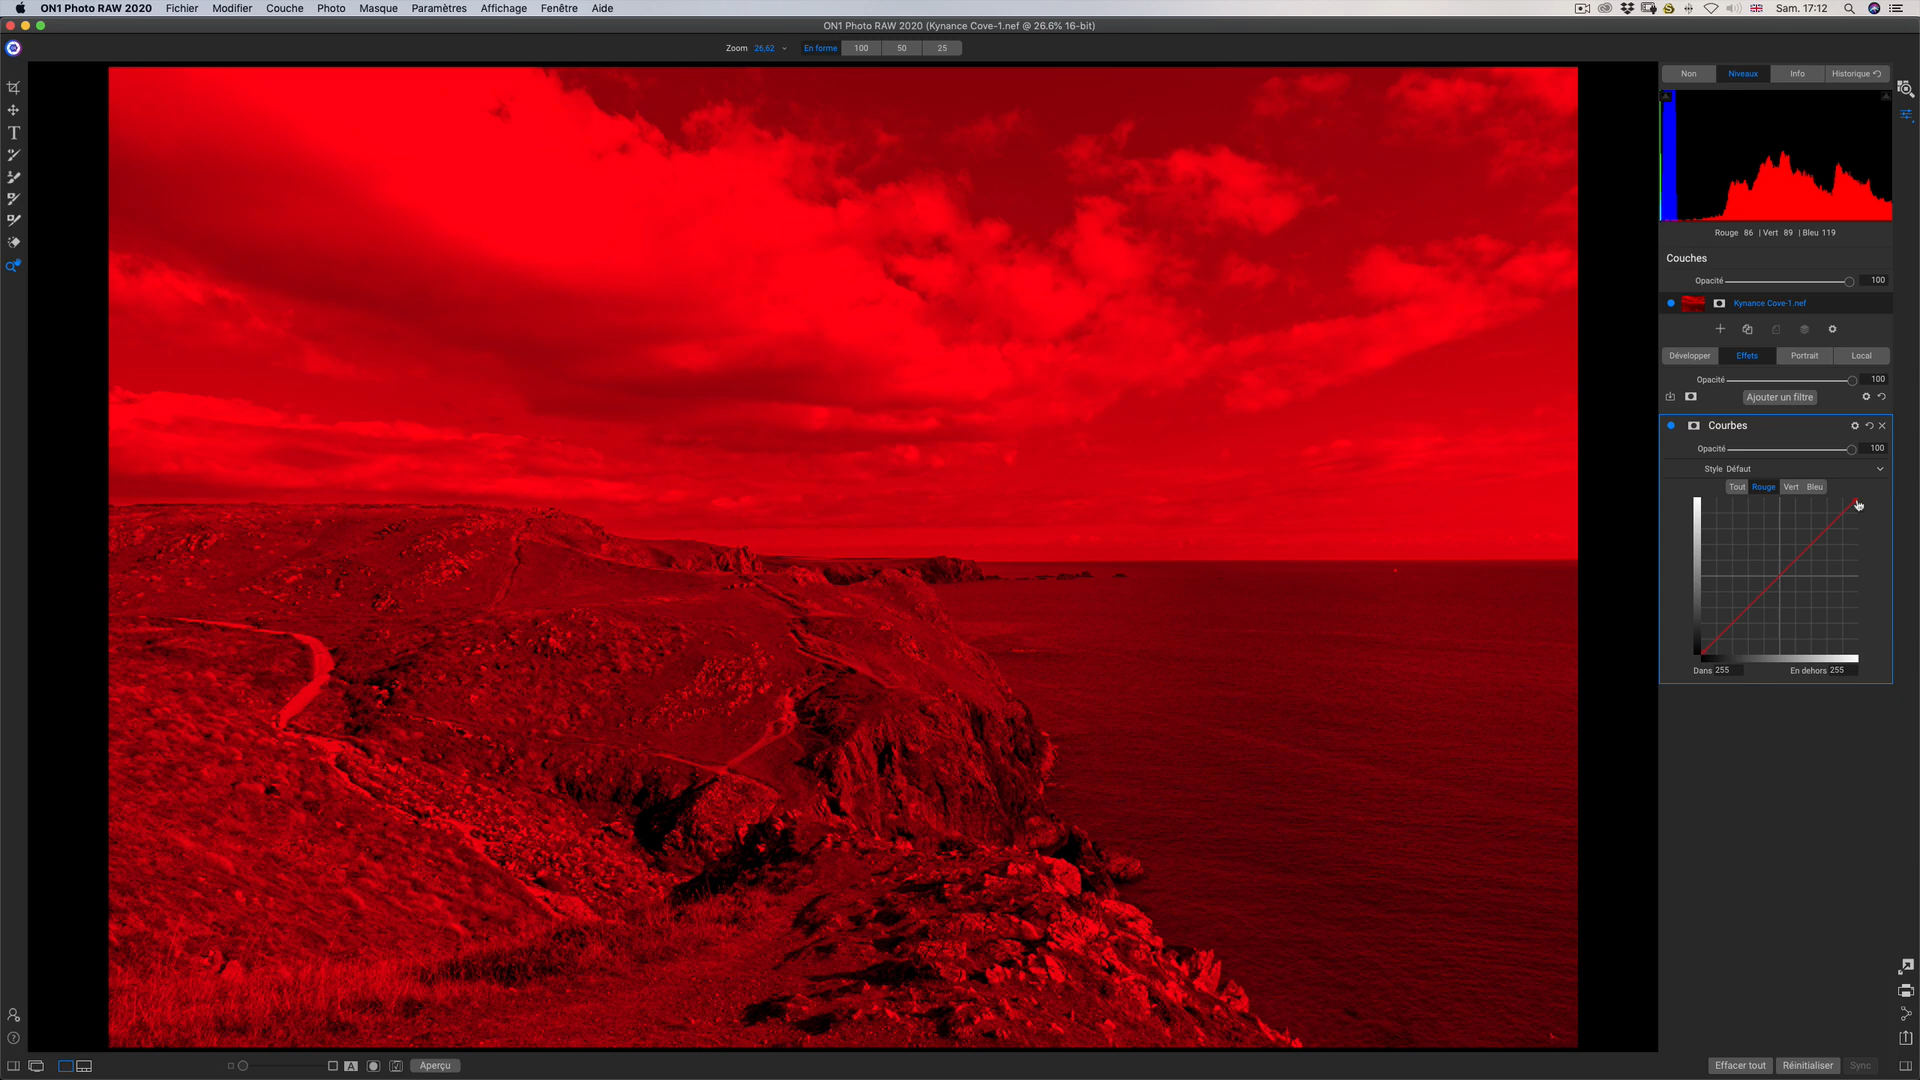 ON1 Photo RAW 2020 Fichier Modifier Couche Photo Masque Paramètres Affichage Fenêtre Aide Sam. 17:12
ON1 Photo RAW 2020 (Kynance Cove-1.nef @ 26.6% 16-bit)
Zoom 26,62 En forme 100 50 25
Non Niveaux Info Historique
Rouge 86 | Vert 89 | Bleu 119
Couches
Opacité 100
Kynance Cove-1.nef
Développer Effets Portrait Local
Opacité 100
Ajouter un filtre
Courbes
Opacité 100
Style Défaut
Tout Rouge Vert Bleu
Dans 255 En dehors 255
A Aperçu Effacer tout Réinitialiser Sync